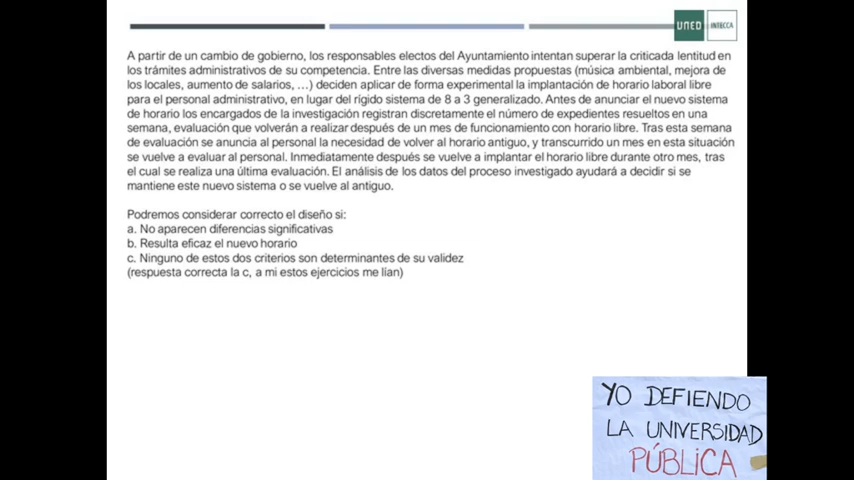 UNED
INTECCA
A partir de un cambio de gobierno, los responsables electos del Ayuntamiento intentan superar la criticada lentitud en
los trámites administrativos de su competencia. Entre las diversas medidas propuestas (música ambiental, mejora de
los locales, aumento de salarios, ...) deciden aplicar de forma experimental la implantación de horario laboral libre
para el personal administrativo, en lugar del rígido sistema de 8 a 3 generalizado. Antes de anunciar el nuevo sistema
de horario los encargados de la investigación registran discretamente el número de expedientes resueltos en una
semana, evaluación que volverán a realizar después de un mes de funcionamiento con horario libre. Tras esta semana
de evaluación se anuncia al personal la necesidad de volver al horario antiguo, y transcurrido un mes en esta situación
se vuelve a evaluar al personal. Inmediatamente después se vuelve a implantar el horario libre durante otro mes, tras
el cual se realiza una última evaluación. El análisis de los datos del proceso investigado ayudará a decidir si se
mantiene este nuevo sistema o se vuelve al antiguo.
Podremos considerar correcto el diseño si:
a. No aparecen diferencias significativas
b. Resulta eficaz el nuevo horario
c. Ninguno de estos dos criterios son determinantes de su validez
(respuesta correcta la c, a mi estos ejercicios me lían)
YO DEFIENDO
LA UNIVERSIDAD
PÚBLICA